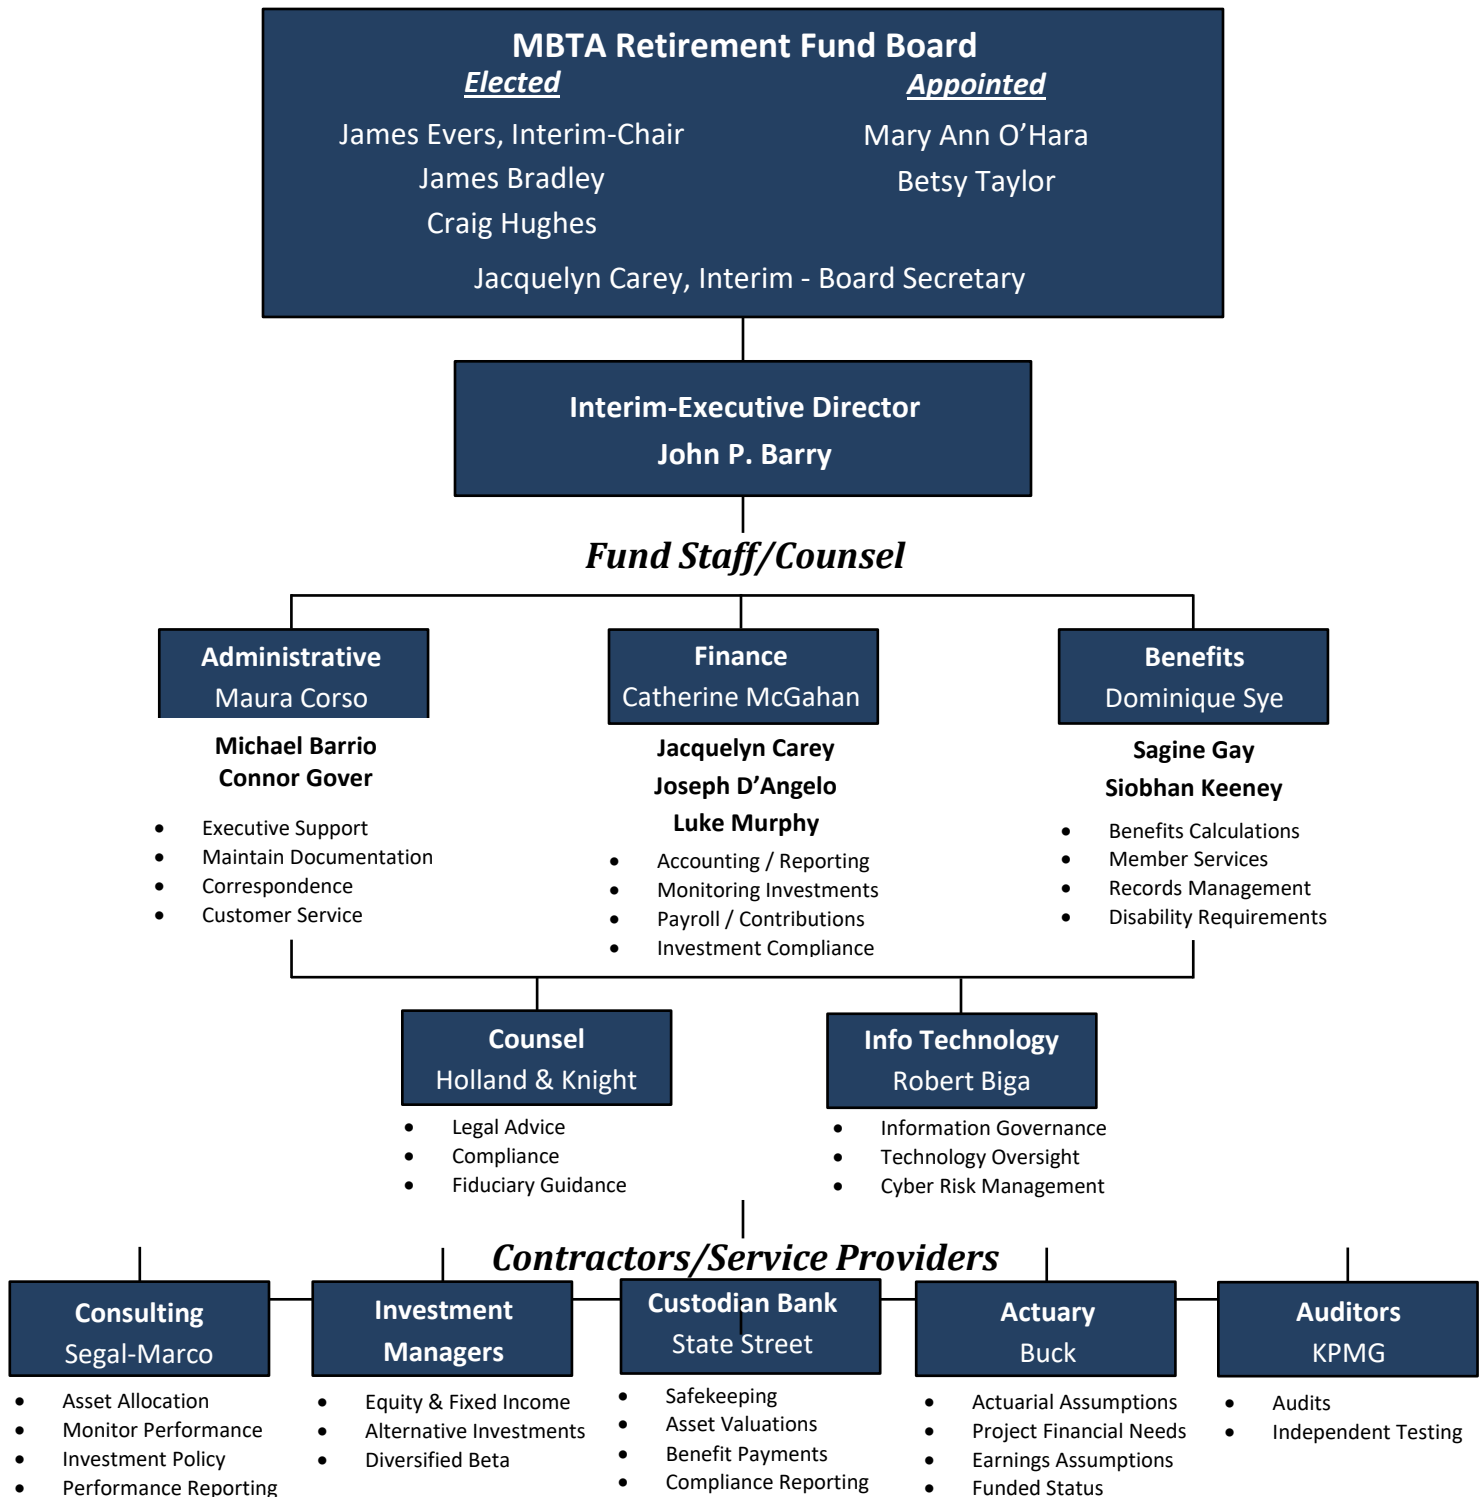 MBTA Retirement Fund Board
Elected
Appointed
James Evers, Interim-Chair
Mary Ann O’Hara
James Bradley
Betsy Taylor
Craig Hughes
Jacquelyn Carey, Interim - Board Secretary
Interim-Executive Director
John P. Barry
Fund Staff/Counsel
Administrative
Maura Corso
Michael Barrio
Connor Gover
• Executive Support
• Maintain Documentation
• Correspondence
• Customer Service
Finance
Catherine McGahan
Jacquelyn Carey
Joseph D’Angelo
Luke Murphy
• Accounting / Reporting
• Monitoring Investments
• Payroll / Contributions
• Investment Compliance
Benefits
Dominique Sye
Sagine Gay
Siobhan Keeney
• Benefits Calculations
• Member Services
• Records Management
• Disability Requirements
Counsel
Holland & Knight
• Legal Advice
• Compliance
• Fiduciary Guidance
Info Technology
Robert Biga
• Information Governance
• Technology Oversight
• Cyber Risk Management
Contractors/Service Providers
Consulting
Segal-Marco
• Asset Allocation
• Monitor Performance
• Investment Policy
• Performance Reporting
Investment
Managers
• Equity & Fixed Income
• Alternative Investments
• Diversified Beta
Custodian Bank
State Street
• Safekeeping
• Asset Valuations
• Benefit Payments
• Compliance Reporting
Actuary
Buck
• Actuarial Assumptions
• Project Financial Needs
• Earnings Assumptions
• Funded Status
Auditors
KPMG
• Audits
• Independent Testing